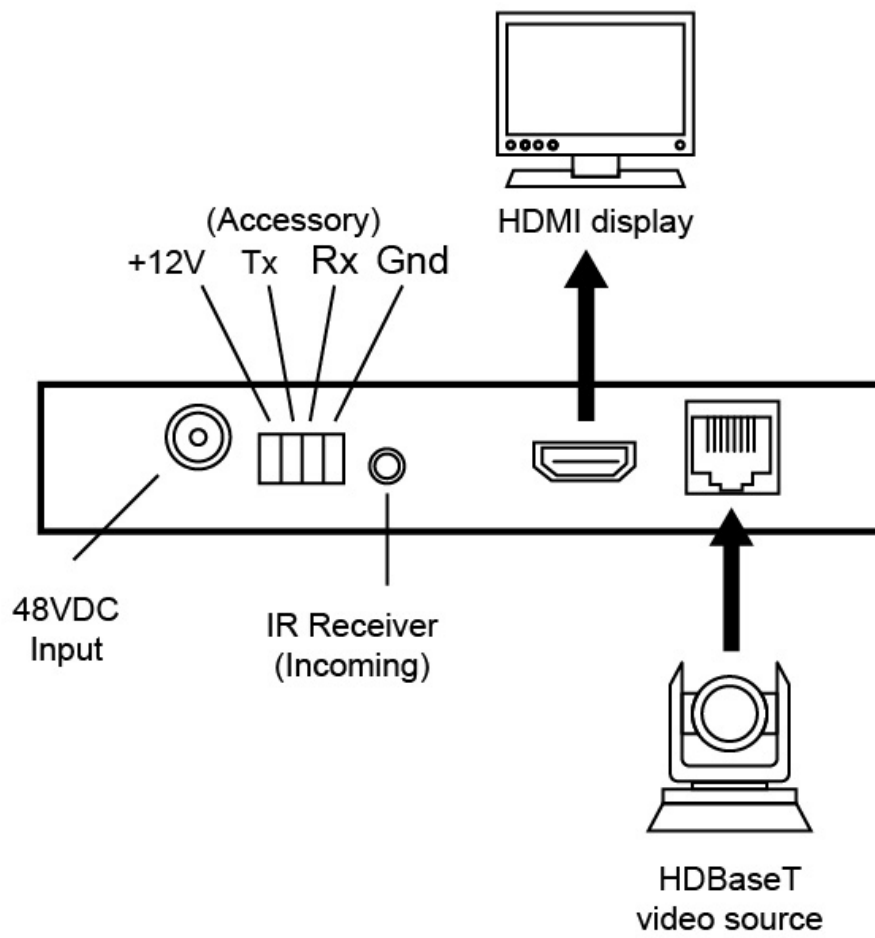 HDMI display
(Accessory)
+12V Tx Rx Gnd
48VDC
Input
IR Receiver
(Incoming)
HDBaseT
video source